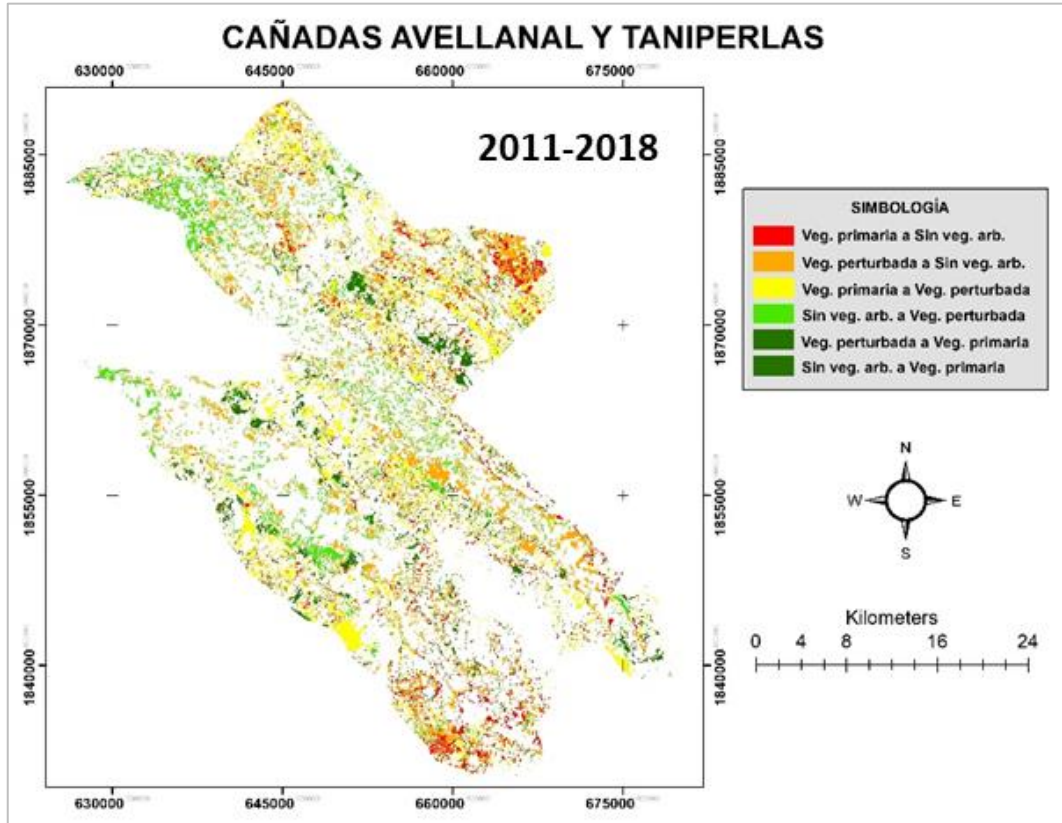 CAÑADAS AVELLANAL Y TANIPERLAS
630000 645000 660000 675000
2011-2018
1885000 1885000
1870000 1870000
1855000 1855000
1840000 1840000
630000 645000 660000 675000
SIMBOLOGÍA
Veg. primaria a Sin veg. arb.
Veg. perturbada a Sin veg. arb.
Veg. primaria a Veg. perturbada
Sin veg. arb. a Veg. perturbada
Veg. perturbada a Veg. primaria
Sin veg. arb. a Veg. primaria
N
W E
S
Kilometers
0 4 8 16 24